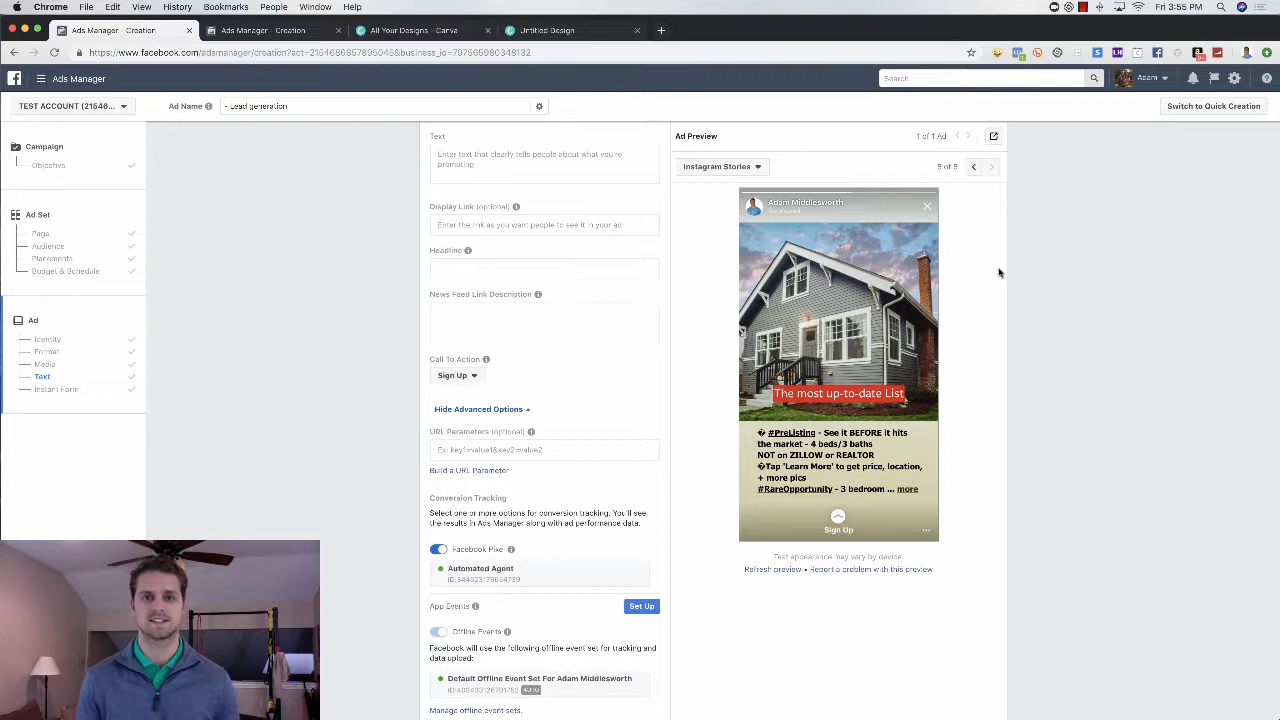 Chrome File Edit View History Bookmarks People Window Help
Fri 3:55 PM
Ads Manager - Creation
Ads Manager - Creation
All Your Designs - Canva
Untitled Design
Ads Manager
Search
Adam
Ad Name
- Lead generation
Switch to Quick Creation
Campaign
Objective
Ad Set
Page
Audience
Placements
Budget & Schedule
Ad
Identity
Format
Media
Text
Instant Form
Text
Enter text that clearly tells people about what you're
promoting
Display Link (optional)
Enter the link as you want people to see it in your ad
Headline
News Feed Link Description
Call To Action
Sign Up
Hide Advanced Options
URL Parameters (optional)
Ex: key1=value1&key2=value2
Build a URL Parameter
Conversion Tracking
Select one or more options for conversion tracking. You'll see
the results in Ads Manager along with ad performance data.
Facebook Pixe
Automated Agent
App Events
Set Up
Offline Events
Facebook will use the following offline event set for tracking and
data upload:
Default Offline Event Set For Adam Middlesworth
AUTO
Manage offline event sets.
Ad Preview
1 of 1 Ad
Instagram Stories
5 of 5
Adam Middlesworth
Sponsored
The most up-to-date List
#PreListing - See it BEFORE it hits
the market - 4 beds/3 baths
NOT on ZILLOW or REALTOR
Tap 'Learn More' to get price, location,
+ more pics
#RareOpportunity - 3 bedroom ... more
Sign Up
Text appearance may vary by device.
Refresh preview • Report a problem with this preview